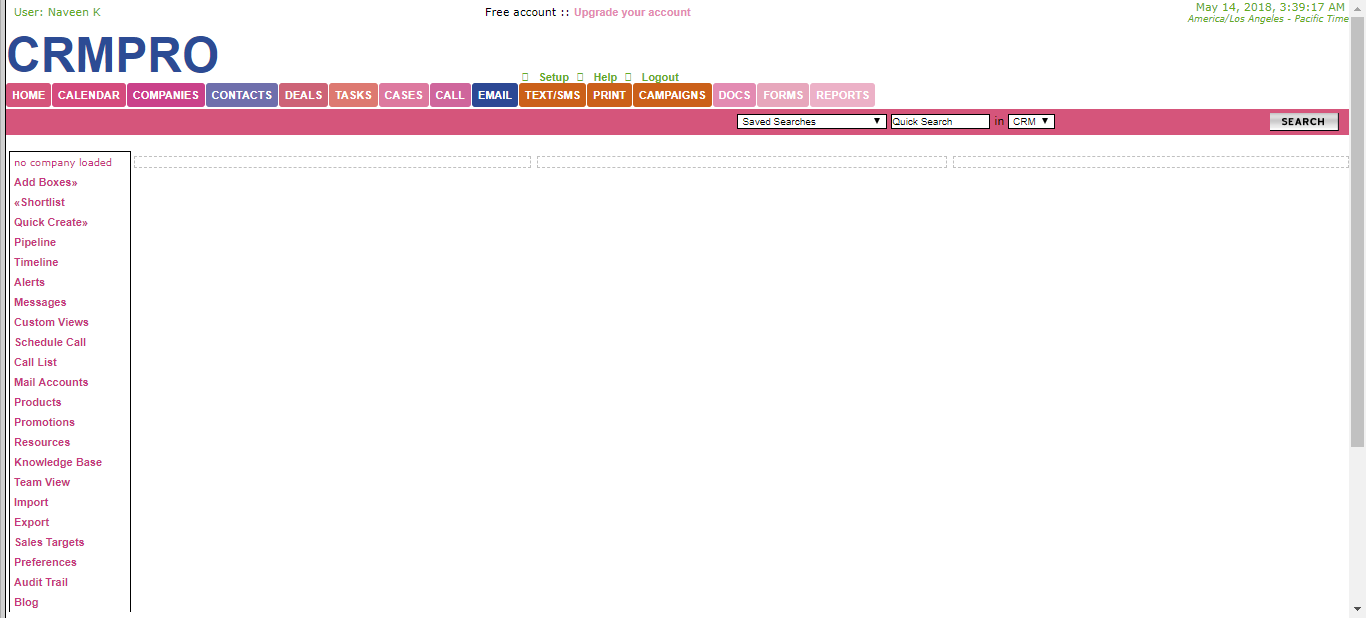 User: Naveen K
Free account :: Upgrade your account
May 14, 2018, 3:39:17 AM
America/Los Angeles - Pacific Time
CRMPRO
Setup Help Logout
HOME CALENDAR COMPANIES CONTACTS DEALS TASKS CASES CALL EMAIL TEXT/SMS PRINT CAMPAIGNS DOCS FORMS REPORTS
Saved Searches Quick Search in CRM SEARCH
no company loaded
Add Boxes»
«Shortlist
Quick Create»
Pipeline
Timeline
Alerts
Messages
Custom Views
Schedule Call
Call List
Mail Accounts
Products
Promotions
Resources
Knowledge Base
Team View
Import
Export
Sales Targets
Preferences
Audit Trail
Blog